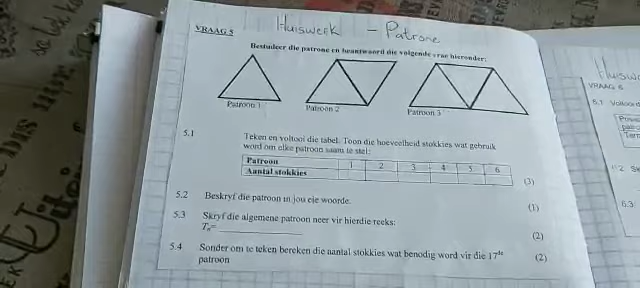 Huiswerk - Patrone
VRAAG 5
Bestudeer die patrone en beantwoord die volgende vrae hieronder:
Patroon 1 Patroon 2 Patroon 3
5.1 Teken en voltooi die tabel. Toon die hoeveelheid stokkies wat gebruik
word om elke patroon saam te stel:
Patroon 1 2 3 4 5 6
Aantal stokkies
(3)
5.2 Beskryf die patroon in jou eie woorde.
(1)
5.3 Skryf die algemene patroon neer vir hierdie reeks:
Tₙ=
(2)
5.4 Sonder om te teken bereken die aantal stokkies wat benodig word vir die 17de
patroon
(2)
Huiswe
VRAAG 6
6.1 Voltooi d
6.3